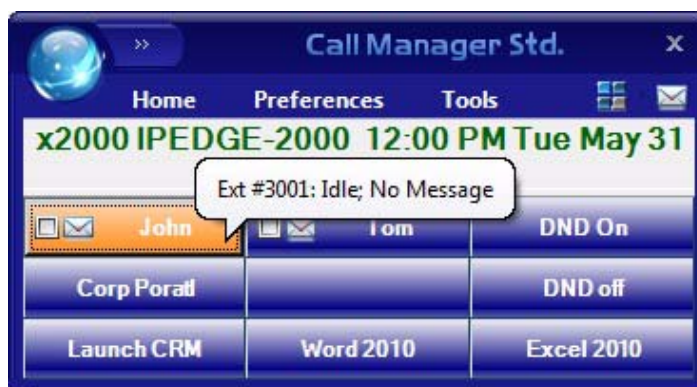 »
Call Manager Std.
x
Home Preferences Tools
x2000 IPEDGE-2000 12:00 PM Tue May 31
Ext #3001: Idle; No Message
John Tom DND On
Corp Poratl DND off
Launch CRM Word 2010 Excel 2010